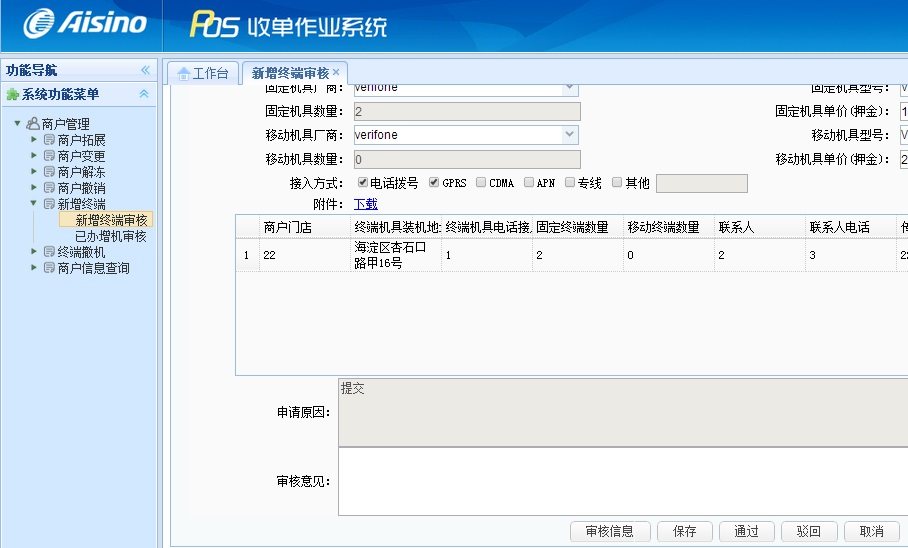 Aisino
POS 收单作业系统
功能导航
系统功能菜单
商户管理
商户拓展
商户变更
商户解冻
商户撤销
新增终端
新增终端审核
已办增机审核
终端撤机
商户信息查询
工作台 新增终端审核 ×
固定机具厂商： verifone 固定机具型号： V
固定机具数量： 2 固定机具单价(押金)： 1
移动机具厂商： verifone 移动机具型号： V
移动机具数量： 0 移动机具单价(押金)： 2
接入方式： 电话拨号 GPRS CDMA APN 专线 其他
附件： 下载
商户门店 终端机具装机地 终端机具电话接 固定终端数量 移动终端数量 联系人 联系人电话
1 22 海淀区杏石口路甲16号 1 2 0 2 3 22
申请原因： 提交
审核意见：
审核信息 保存 通过 驳回 取消